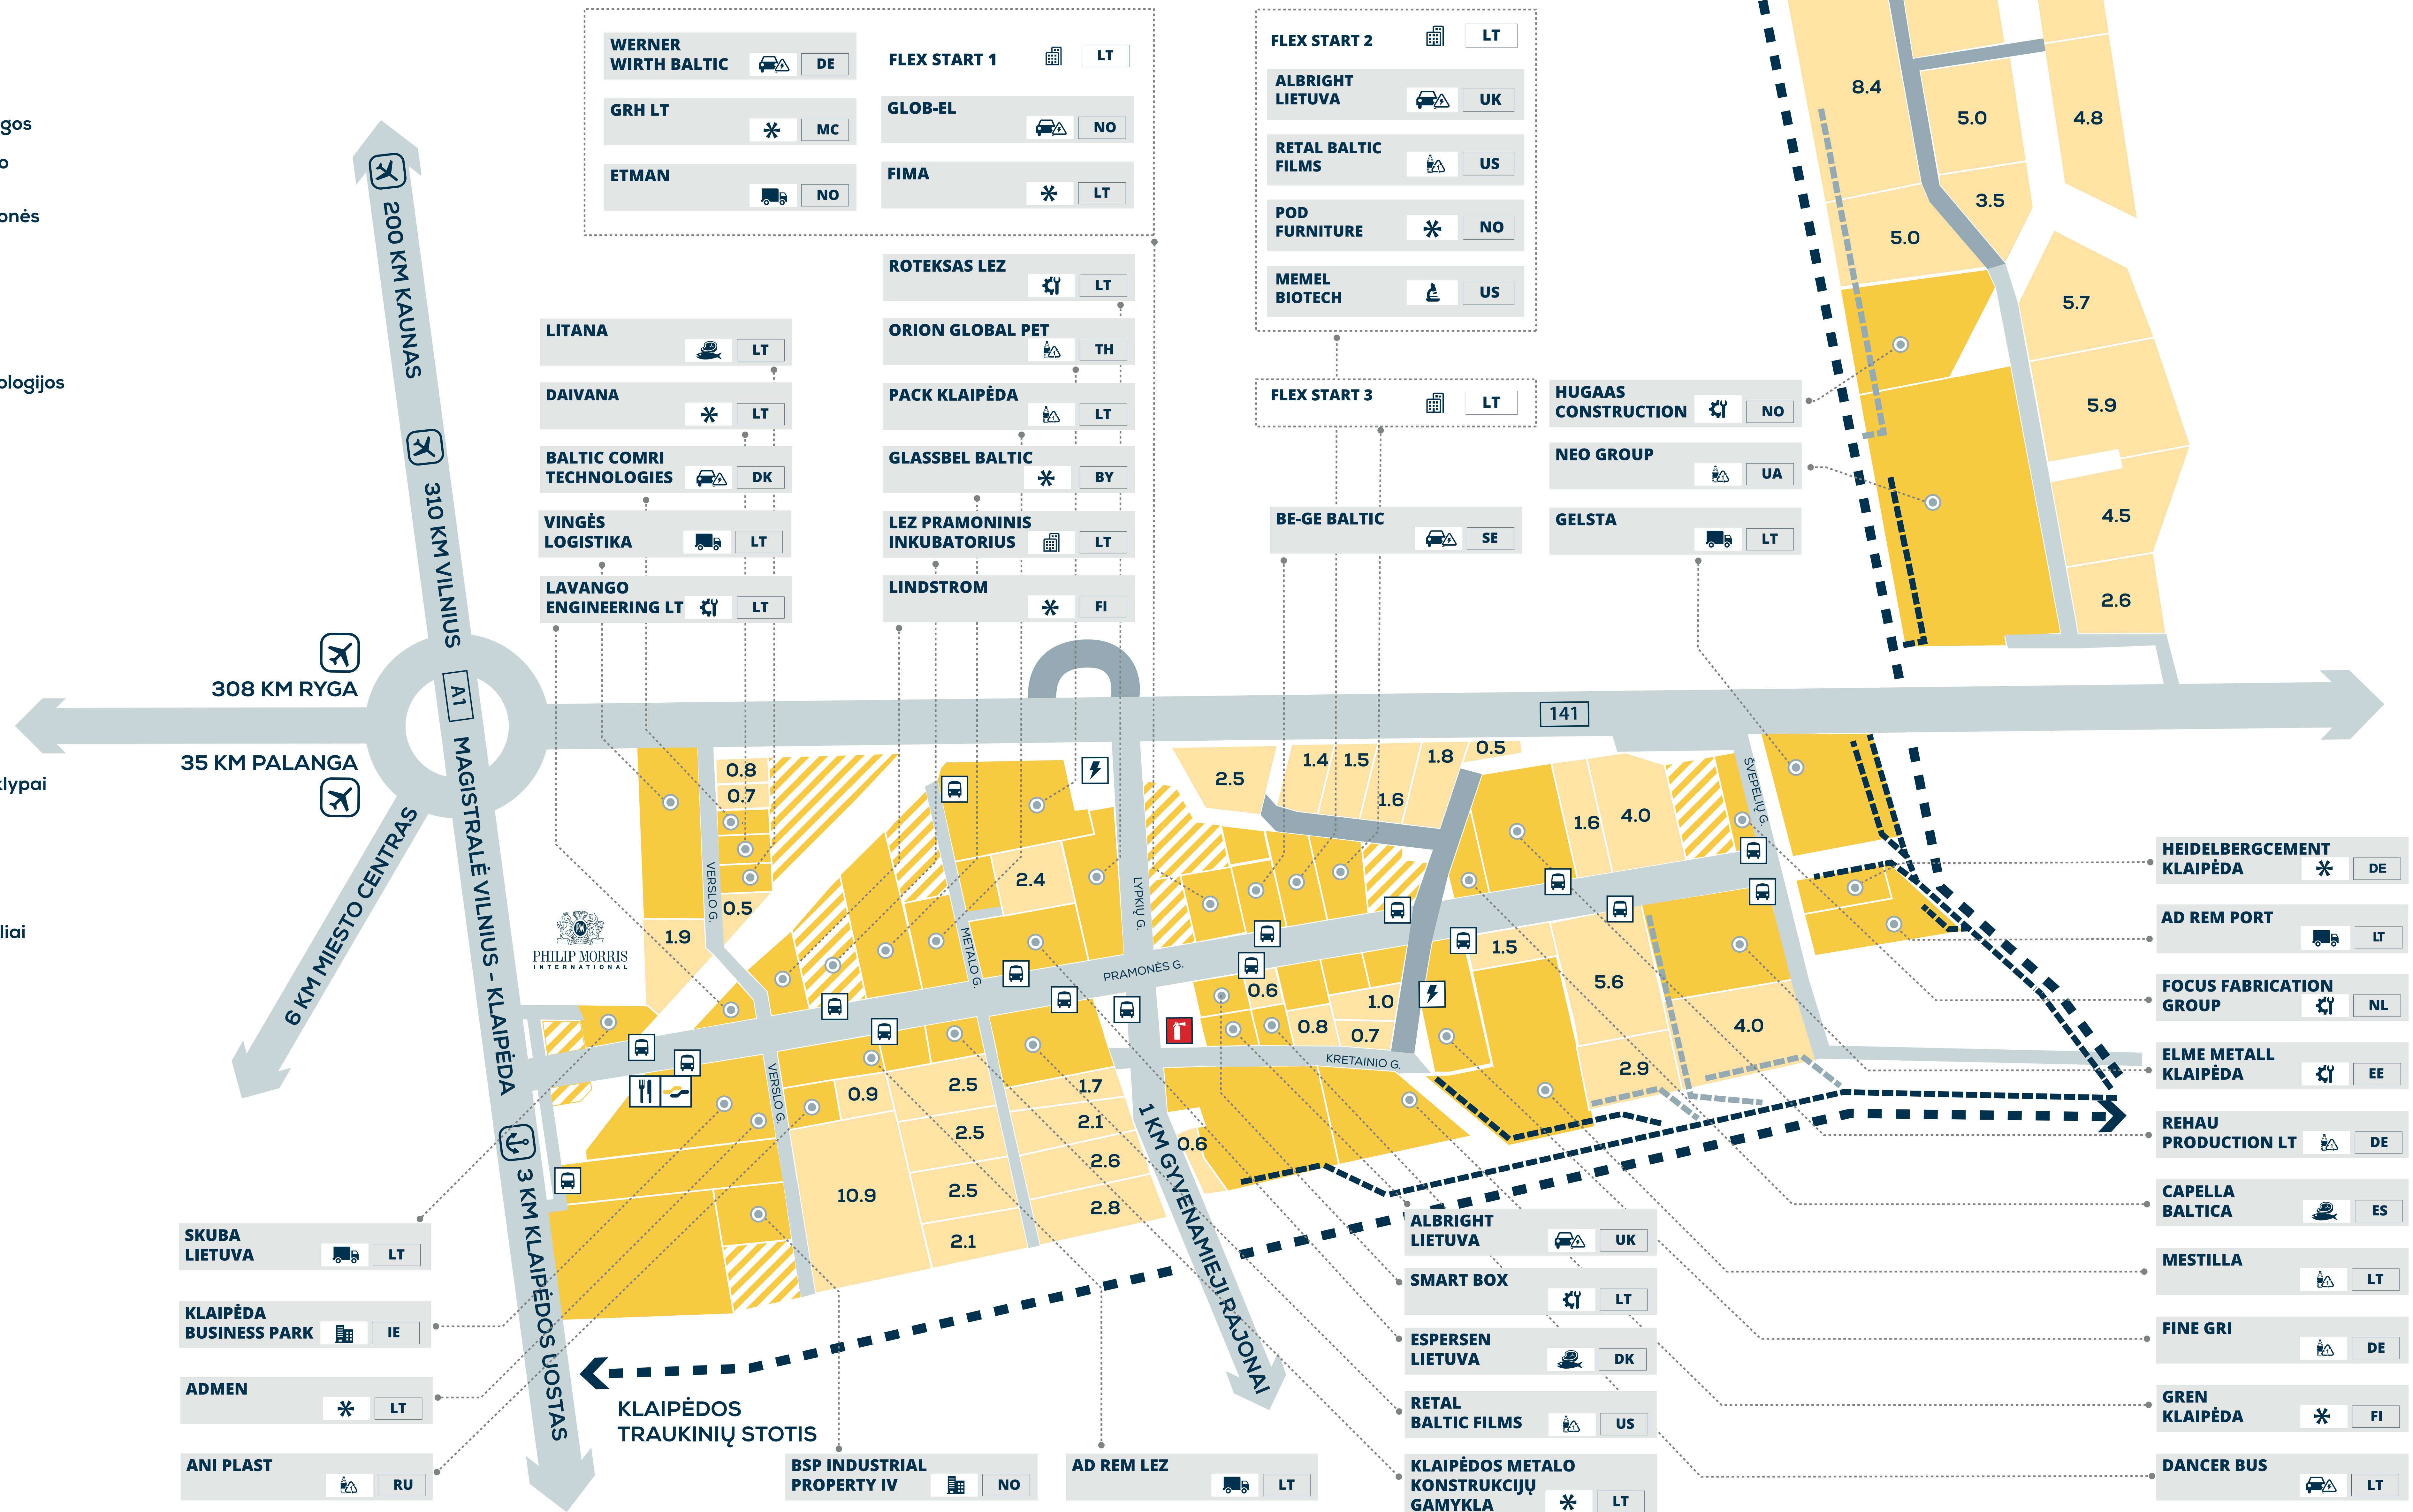 gos
o
onės
ologijos
klypai
liai
WERNER
WIRTH BALTIC
DE
GRH LT
MC
ETMAN
NO
FLEX START 1
LT
GLOB-EL
NO
FIMA
LT
FLEX START 2
LT
ALBRIGHT
LIETUVA
UK
RETAL BALTIC
FILMS
US
POD
FURNITURE
NO
MEMEL
BIOTECH
US
FLEX START 3
LT
LITANA
LT
DAIVANA
LT
BALTIC COMRI
TECHNOLOGIES
DK
VINGĖS
LOGISTIKA
LT
LAVANGO
ENGINEERING LT
LT
ROTEKSAS LEZ
LT
ORION GLOBAL PET
TH
PACK KLAIPĖDA
LT
GLASSBEL BALTIC
BY
LEZ PRAMONINIS
INKUBATORIUS
LT
LINDSTROM
FI
BE-GE BALTIC
SE
HUGAAS
CONSTRUCTION
NO
NEO GROUP
UA
GELSTA
LT
8.4
5.0
4.8
3.5
5.0
5.7
5.9
4.5
2.6
200 KM KAUNAS
310 KM VILNIUS
308 KM RYGA
35 KM PALANGA
6 KM MIESTO CENTRAS
A1
MAGISTRALĖ VILNIUS - KLAIPĖDA
3 KM KLAIPĖDOS UOSTAS
141
PHILIP MORRIS
INTERNATIONAL
0.8
0.7
0.5
1.9
VERSLO G.
2.4
METALO G.
LYPKIŲ G.
PRAMONĖS G.
2.5
1.4
1.5
1.6
1.8
0.5
1.6
4.0
ŠVEPELIŲ G.
1.5
5.6
4.0
2.9
0.6
1.0
0.8
0.7
KRETAINIO G.
VERSLO G.
0.9
2.5
2.5
2.5
2.1
10.9
1.7
2.1
2.6
2.8
0.6
1 KM GYVENAMIEJI RAJONAI
KLAIPĖDOS
TRAUKINIŲ STOTIS
SKUBA
LIETUVA
LT
KLAIPĖDA
BUSINESS PARK
IE
ADMEN
LT
ANI PLAST
RU
BSP INDUSTRIAL
PROPERTY IV
NO
AD REM LEZ
LT
ALBRIGHT
LIETUVA
UK
SMART BOX
LT
ESPERSEN
LIETUVA
DK
RETAL
BALTIC FILMS
US
KLAIPĖDOS METALO
KONSTRUKCIJŲ
GAMYKLA
LT
HEIDELBERGCEMENT
KLAIPĖDA
DE
AD REM PORT
LT
FOCUS FABRICATION
GROUP
NL
ELME METALL
KLAIPĖDA
EE
REHAU
PRODUCTION LT
DE
CAPELLA
BALTICA
ES
MESTILLA
LT
FINE GRI
DE
GREN
KLAIPĖDA
FI
DANCER BUS
LT